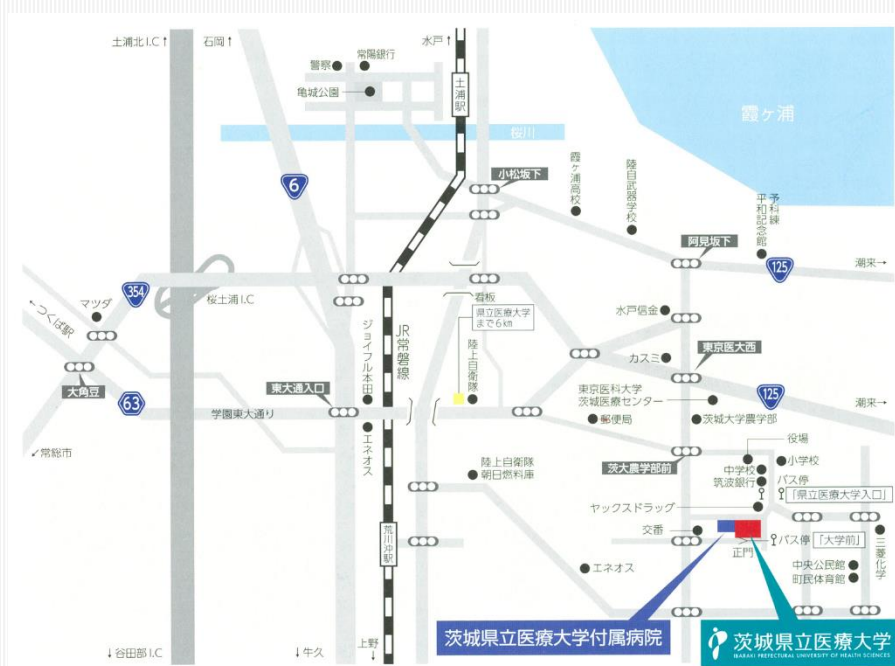 土浦北I.C↑
石岡↑
水戸↑
警察
常陽銀行
亀城公園
土浦駅
桜川
霞ヶ浦
6
小松坂下
霞ヶ浦高校
陸自武器学校
予科練
平和記念館
阿見坂下
125
潮来→
354
桜土浦I.C
マツダ
←つくば駅
大角豆
63
学園東大通り
東大通入口
ジョイフル本田
エネオス
JR常磐線
看板
県立医療大学
まで6km
陸上自衛隊
水戸信金
カスミ
東京医大西
125
潮来→
東京医科大学
茨城医療センター
郵便局
茨城大学農学部
↙常総市
陸上自衛隊
朝日燃料庫
茨大農学部前
役場
小学校
中学校
筑波銀行
バス停
「県立医療大学入口」
ヤックスドラッグ
交番
バス停「大学前」
正門
三菱化学
荒川沖駅
エネオス
中央公民館
町民体育館
↓谷田部I.C
↓牛久
上野
↓
茨城県立医療大学付属病院
茨城県立医療大学
IBARAKI PREFECTURAL UNIVERSITY OF HEALTH SCIENCES